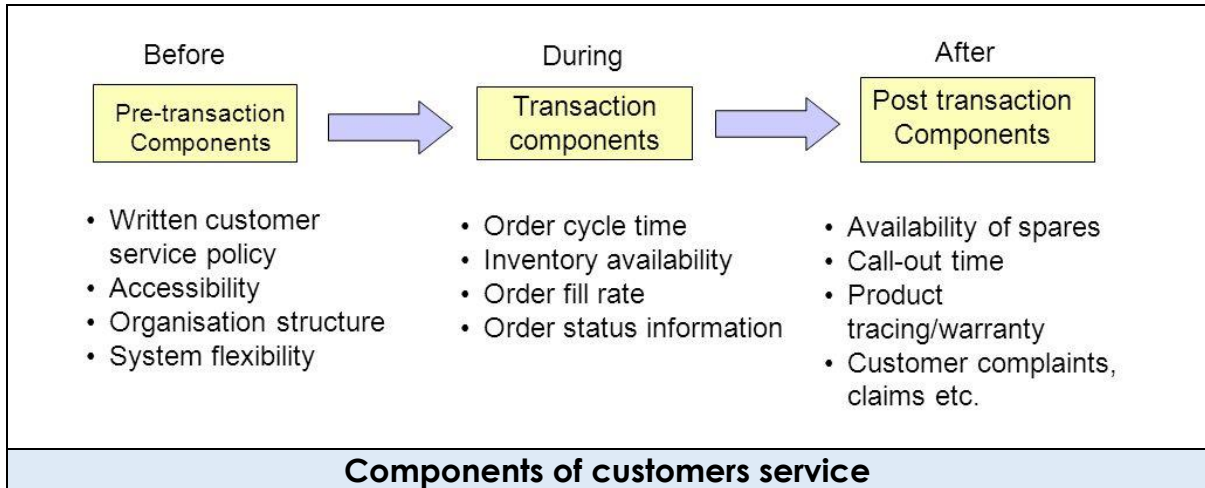 Before
During
After
Pre-transaction
Components
Transaction
components
Post transaction
Components
• Written customer
service policy
• Accessibility
• Organisation structure
• System flexibility
• Order cycle time
• Inventory availability
• Order fill rate
• Order status information
• Availability of spares
• Call-out time
• Product
tracing/warranty
• Customer complaints,
claims etc.
Components of customers service